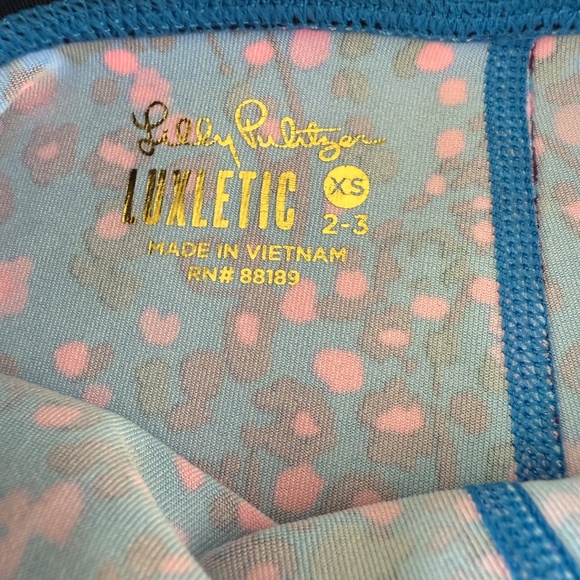 Lilly Pulitzer
LUXLETIC XS
2-3
MADE IN VIETNAM
RN# 88189